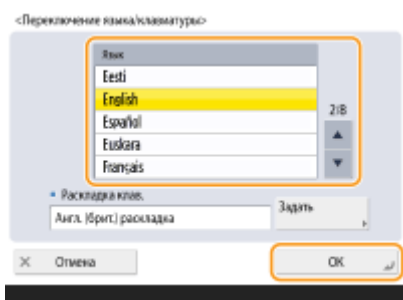 <Переключение языка/клавиатуры>
Язык
Eesti
English
Español
Euskara
Français
2/8
Раскладка клав.
Англ. (брит.) раскладка
Задать
Отмена
OK